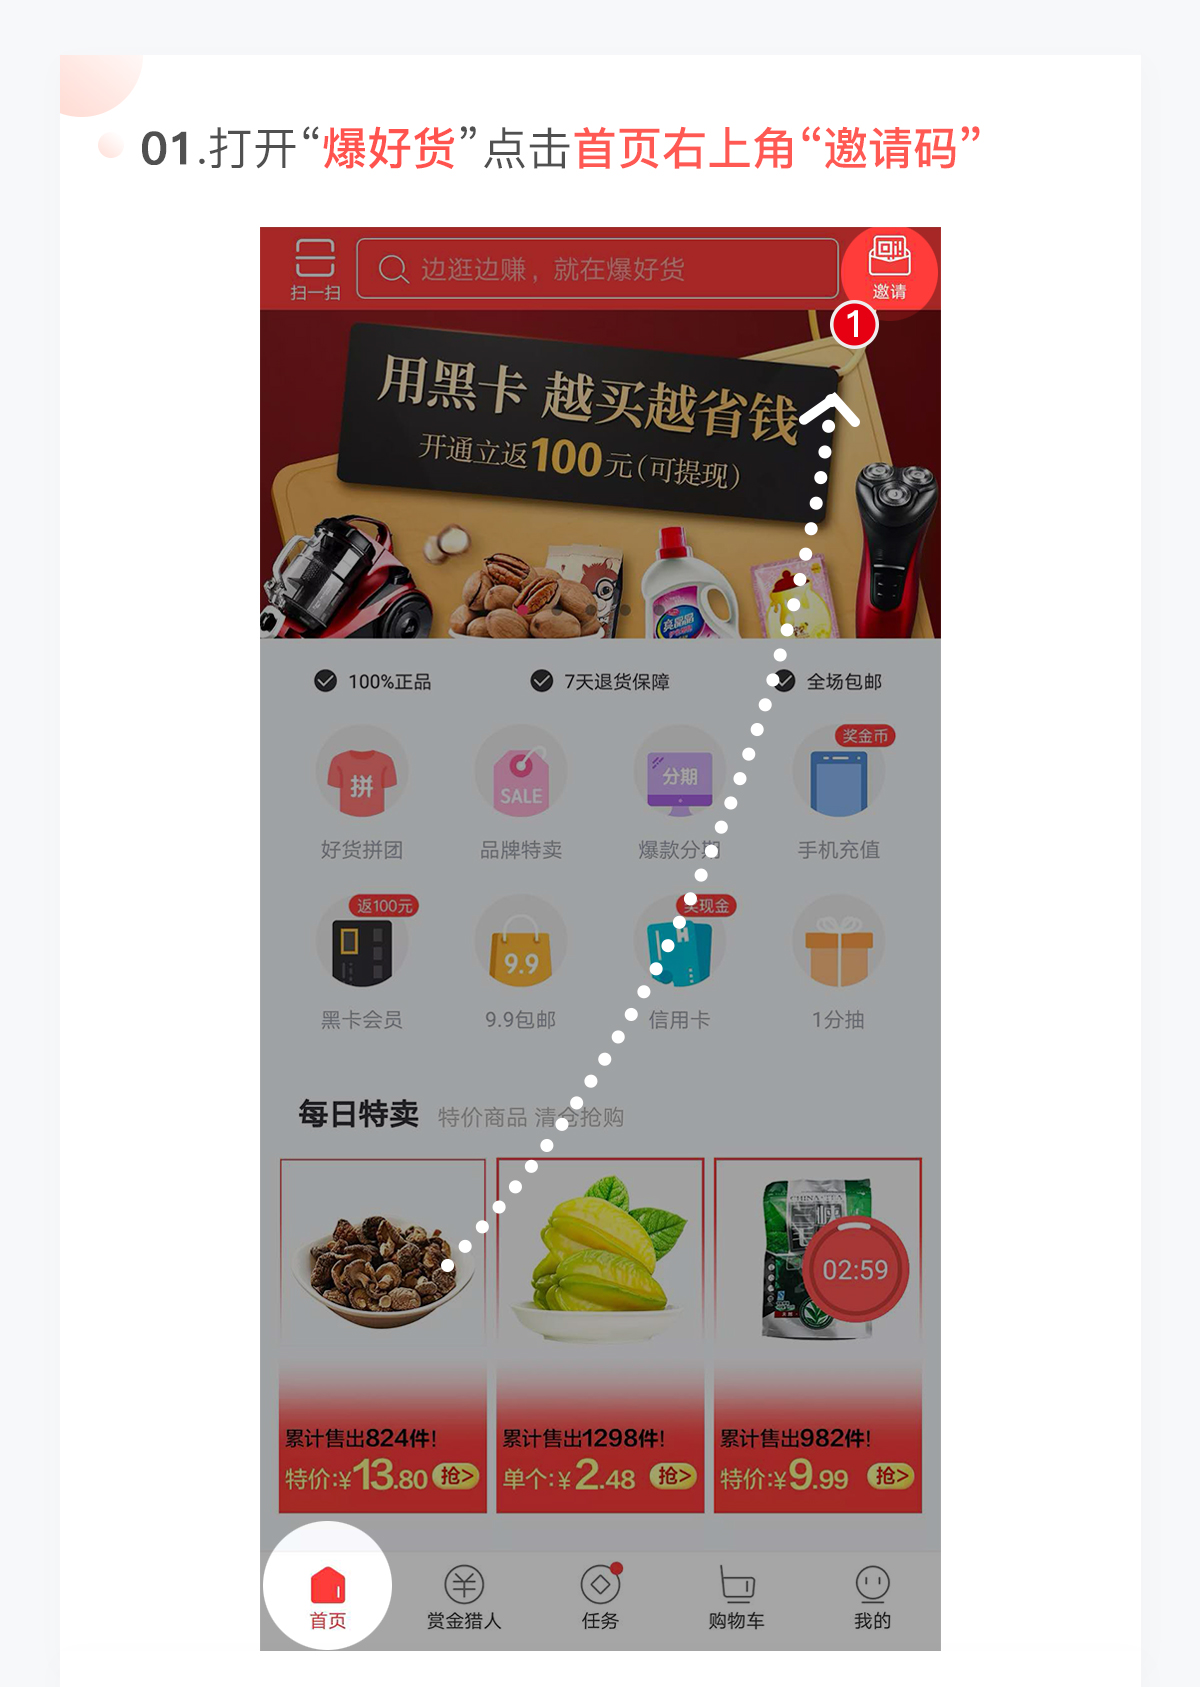 01.打开“爆好货”点击首页右上角“邀请码”
扫一扫
边逛边赚，就在爆好货
邀请
1
用黑卡 越买越省钱
开通立返100元(可提现)
亮晶晶
100%正品
7天退货保障
全场包邮
拼
SALE
分期
奖金币
好货拼团
品牌特卖
爆款分期
手机充值
返100元
9.9
奖现金
黑卡会员
9.9包邮
信用卡
1分抽
每日特卖 特价商品 清仓抢购
CHINA TEA
02:59
累计售出824件!
特价:¥13.80 抢>
累计售出1298件!
单个:¥2.48 抢>
累计售出982件!
特价:¥9.99 抢>
首页
赏金猎人
任务
购物车
我的